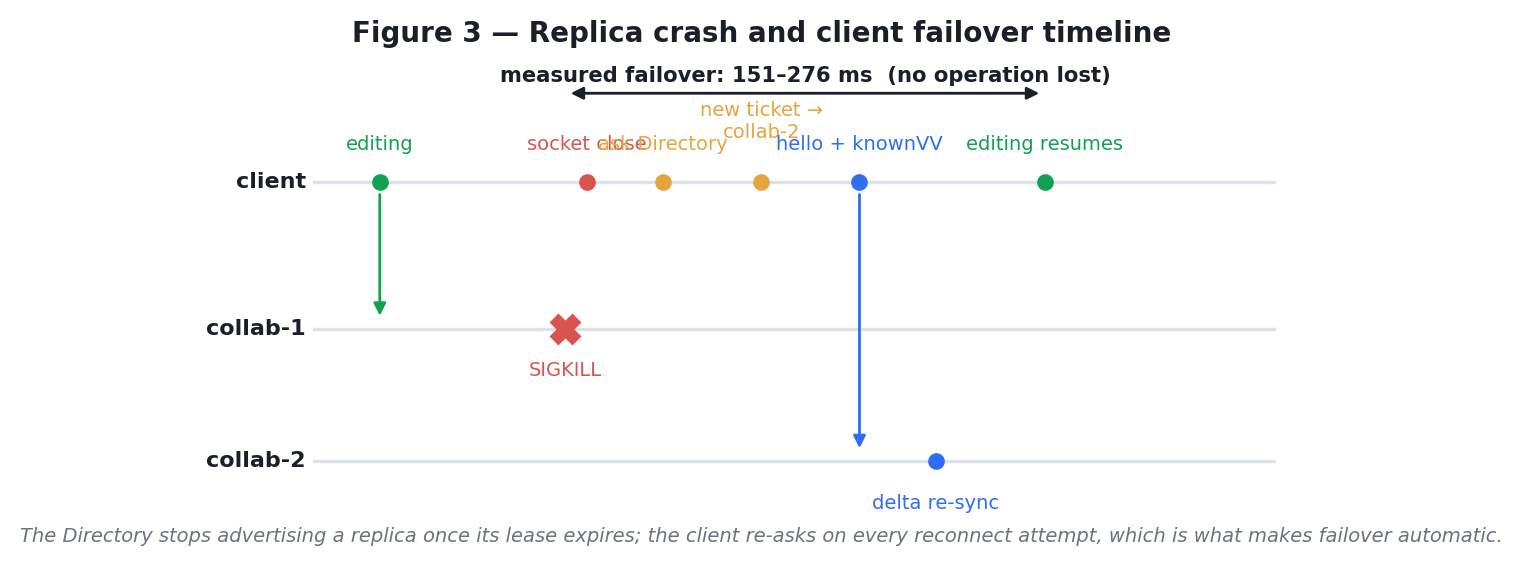 Figure 3 — Replica crash and client failover timeline
measured failover: 151–276 ms  (no operation lost)
new ticket →
collab-2
editing
socket close
ask Directory
hello + knownVV
editing resumes
client
collab-1
SIGKILL
collab-2
delta re-sync
The Directory stops advertising a replica once its lease expires; the client re-asks on every reconnect attempt, which is what makes failover automatic.